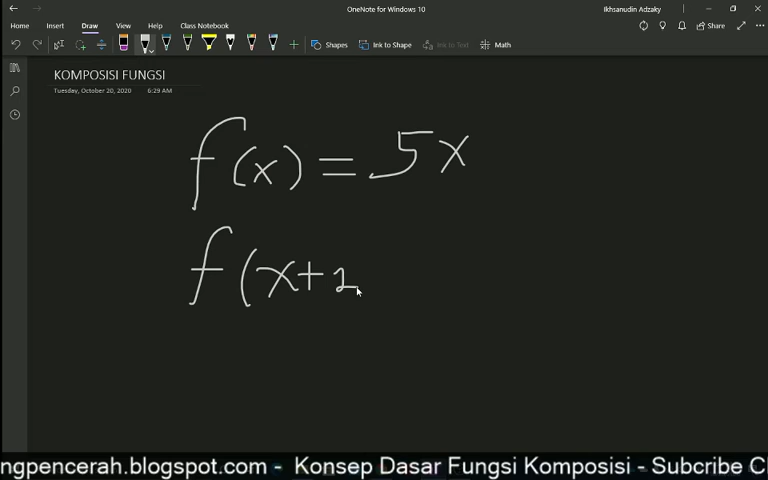 OneNote for Windows 10
Ikhsanudin Adzaky
Home Insert Draw View Help Class Notebook
Share
Shapes Ink to Shape Ink to Text Math
KOMPOSISI FUNGSI
Tuesday, October 20, 2020 6:29 AM
f(x) = 5x
f(x+2
ngpencerah.blogspot.com - Konsep Dasar Fungsi Komposisi - Subcribe C